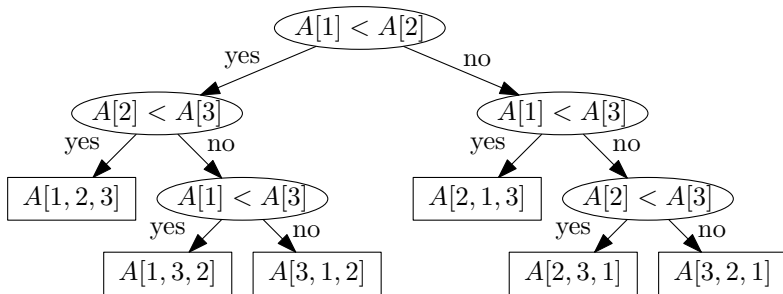 A[1] < A[2]
yes no
A[2] < A[3] A[1] < A[3]
yes no yes no
A[1, 2, 3] A[1] < A[3] A[2, 1, 3] A[2] < A[3]
yes no yes no
A[1, 3, 2] A[3, 1, 2] A[2, 3, 1] A[3, 2, 1]